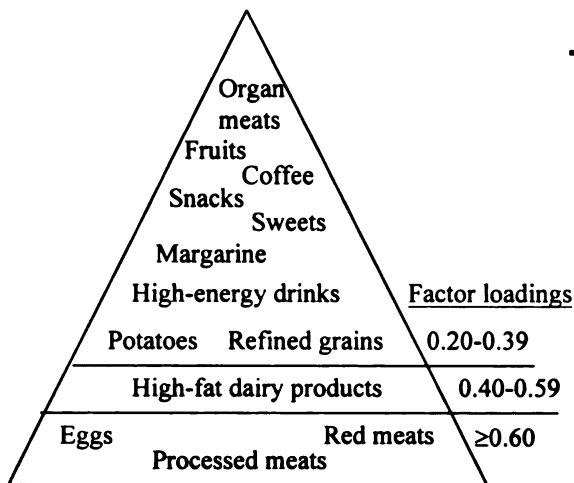 Organ
meats
Fruits
Coffee
Snacks
Sweets
Margarine
High-energy drinks Factor loadings
Potatoes Refined grains 0.20-0.39
High-fat dairy products 0.40-0.59
Eggs Red meats ≥0.60
Processed meats